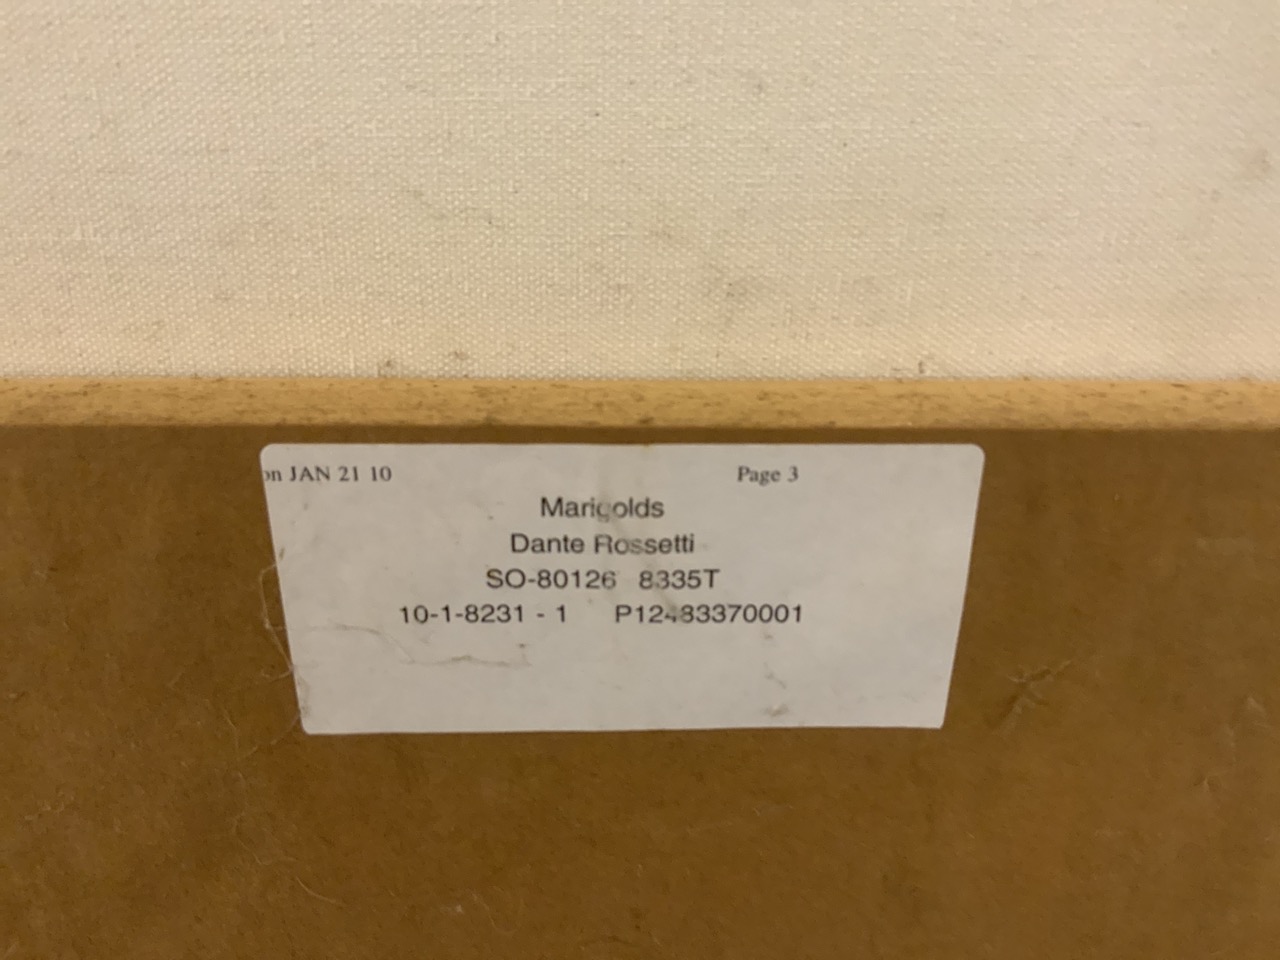 on JAN 21 10 Page 3
Marigolds
Dante Rossetti
SO-80126 8335T
10-1-8231 - 1 P12483370001